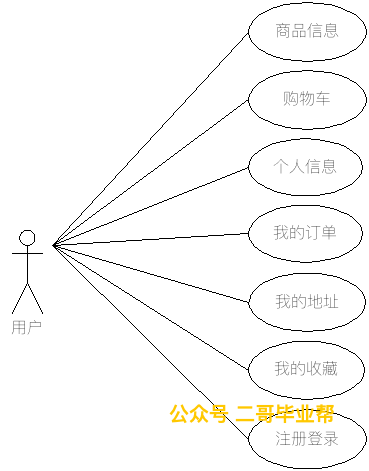 商品信息
购物车
个人信息
我的订单
我的地址
用户
我的收藏
公众号 二哥毕业帮
注册登录